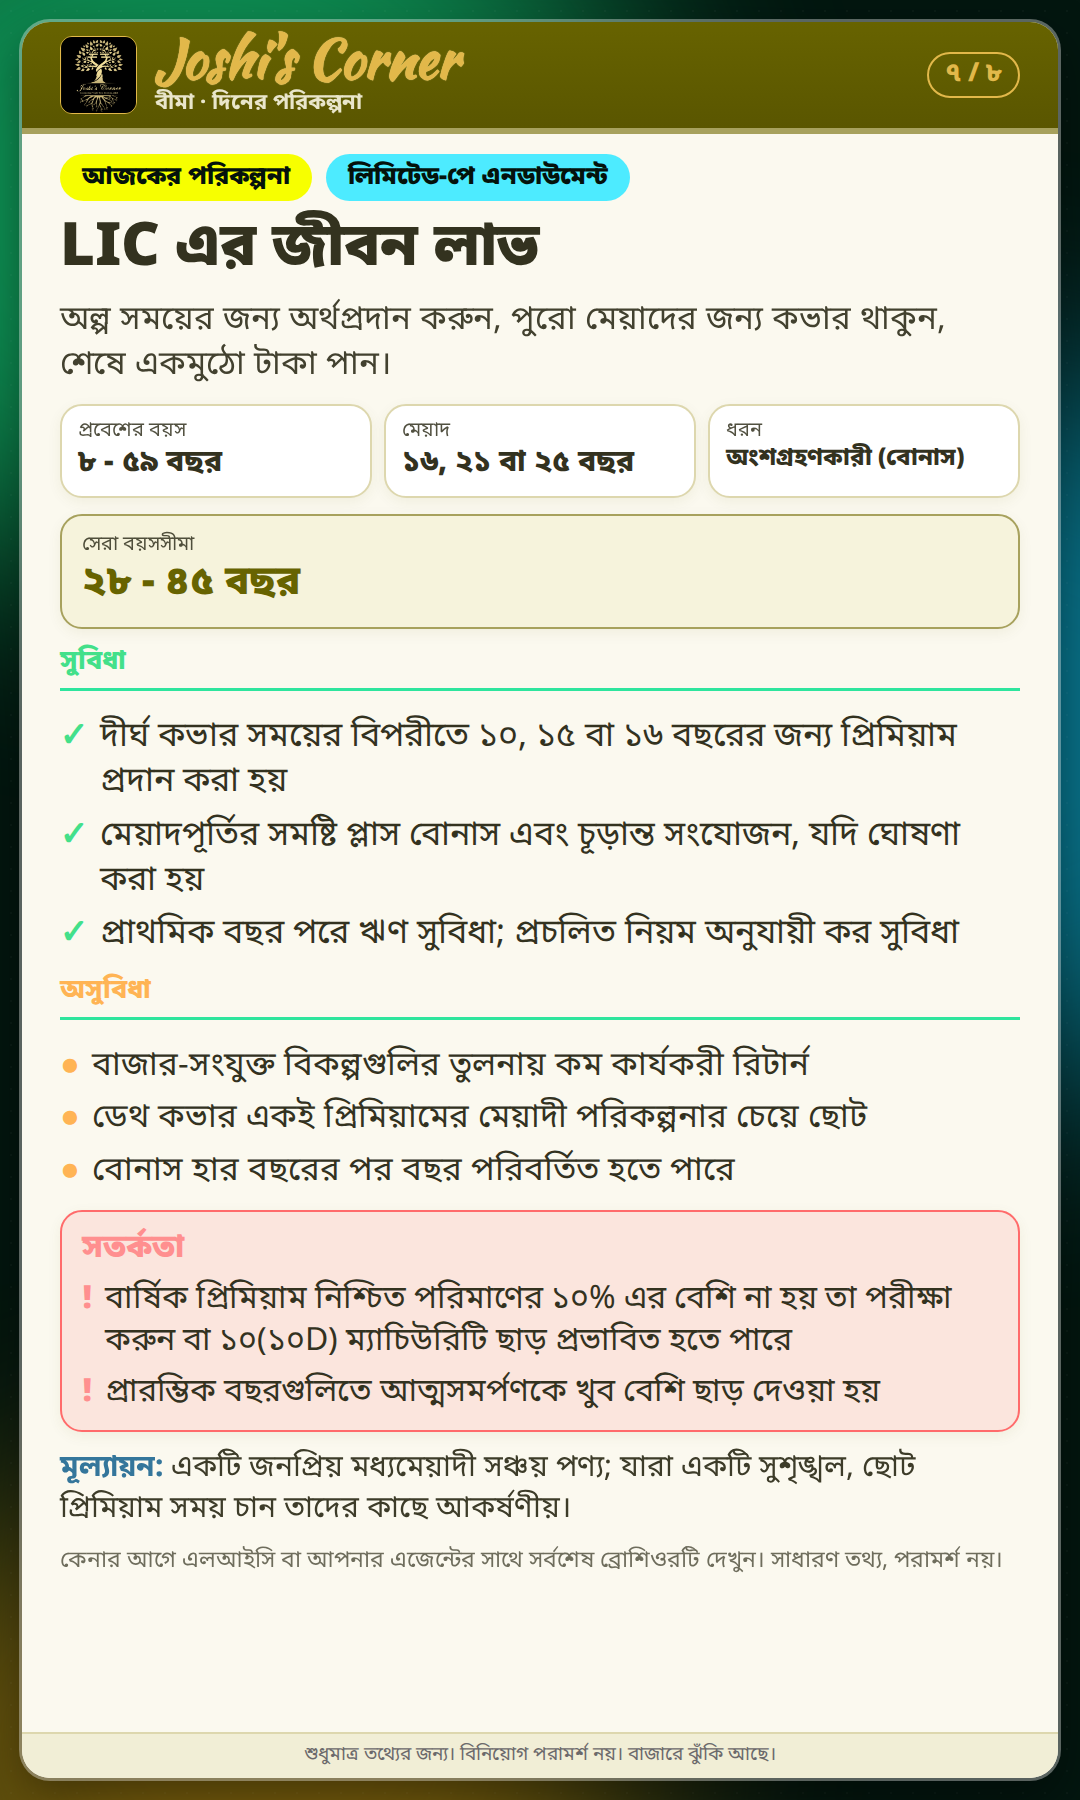 Joshi's Corner
বীমা · দিনের পরিকল্পনা
৭ / ৮
আজকের পরিকল্পনা
লিমিটেড-পে এনডাউমেন্ট
LIC এর জীবন লাভ
অল্প সময়ের জন্য অর্থপ্রদান করুন, পুরো মেয়াদের জন্য কভার থাকুন,
শেষে একমুঠো টাকা পান।
প্রবেশের বয়স
৮ - ৫৯ বছর
মেয়াদ
১৬, ২১ বা ২৫ বছর
ধরন
অংশগ্রহণকারী (বোনাস)
সেরা বয়সসীমা
২৮ - ৪৫ বছর
সুবিধা
✓ দীর্ঘ কভার সময়ের বিপরীতে ১০, ১৫ বা ১৬ বছরের জন্য প্রিমিয়াম
প্রদান করা হয়
✓ মেয়াদপূর্তির সমষ্টি প্লাস বোনাস এবং চূড়ান্ত সংযোজন, যদি ঘোষণা
করা হয়
✓ প্রাথমিক বছর পরে ঋণ সুবিধা; প্রচলিত নিয়ম অনুযায়ী কর সুবিধা
অসুবিধা
● বাজার-সংযুক্ত বিকল্পগুলির তুলনায় কম কার্যকরী রিটার্ন
● ডেথ কভার একই প্রিমিয়ামের মেয়াদী পরিকল্পনার চেয়ে ছোট
● বোনাস হার বছরের পর বছর পরিবর্তিত হতে পারে
সতর্কতা
! বার্ষিক প্রিমিয়াম নিশ্চিত পরিমাণের ১০% এর বেশি না হয় তা পরীক্ষা
করুন বা ১০(১০D) ম্যাচিউরিটি ছাড় প্রভাবিত হতে পারে
! প্রারম্ভিক বছরগুলিতে আত্মসমর্পণকে খুব বেশি ছাড় দেওয়া হয়
মূল্যায়ন: একটি জনপ্রিয় মধ্যমেয়াদী সঞ্চয় পণ্য; যারা একটি সুশৃঙ্খল, ছোট
প্রিমিয়াম সময় চান তাদের কাছে আকর্ষণীয়।
কেনার আগে এলআইসি বা আপনার এজেন্টের সাথে সর্বশেষ ব্রোশিওরটি দেখুন। সাধারণ তথ্য, পরামর্শ নয়।
শুধুমাত্র তথ্যের জন্য। বিনিয়োগ পরামর্শ নয়। বাজারে ঝুঁকি আছে।